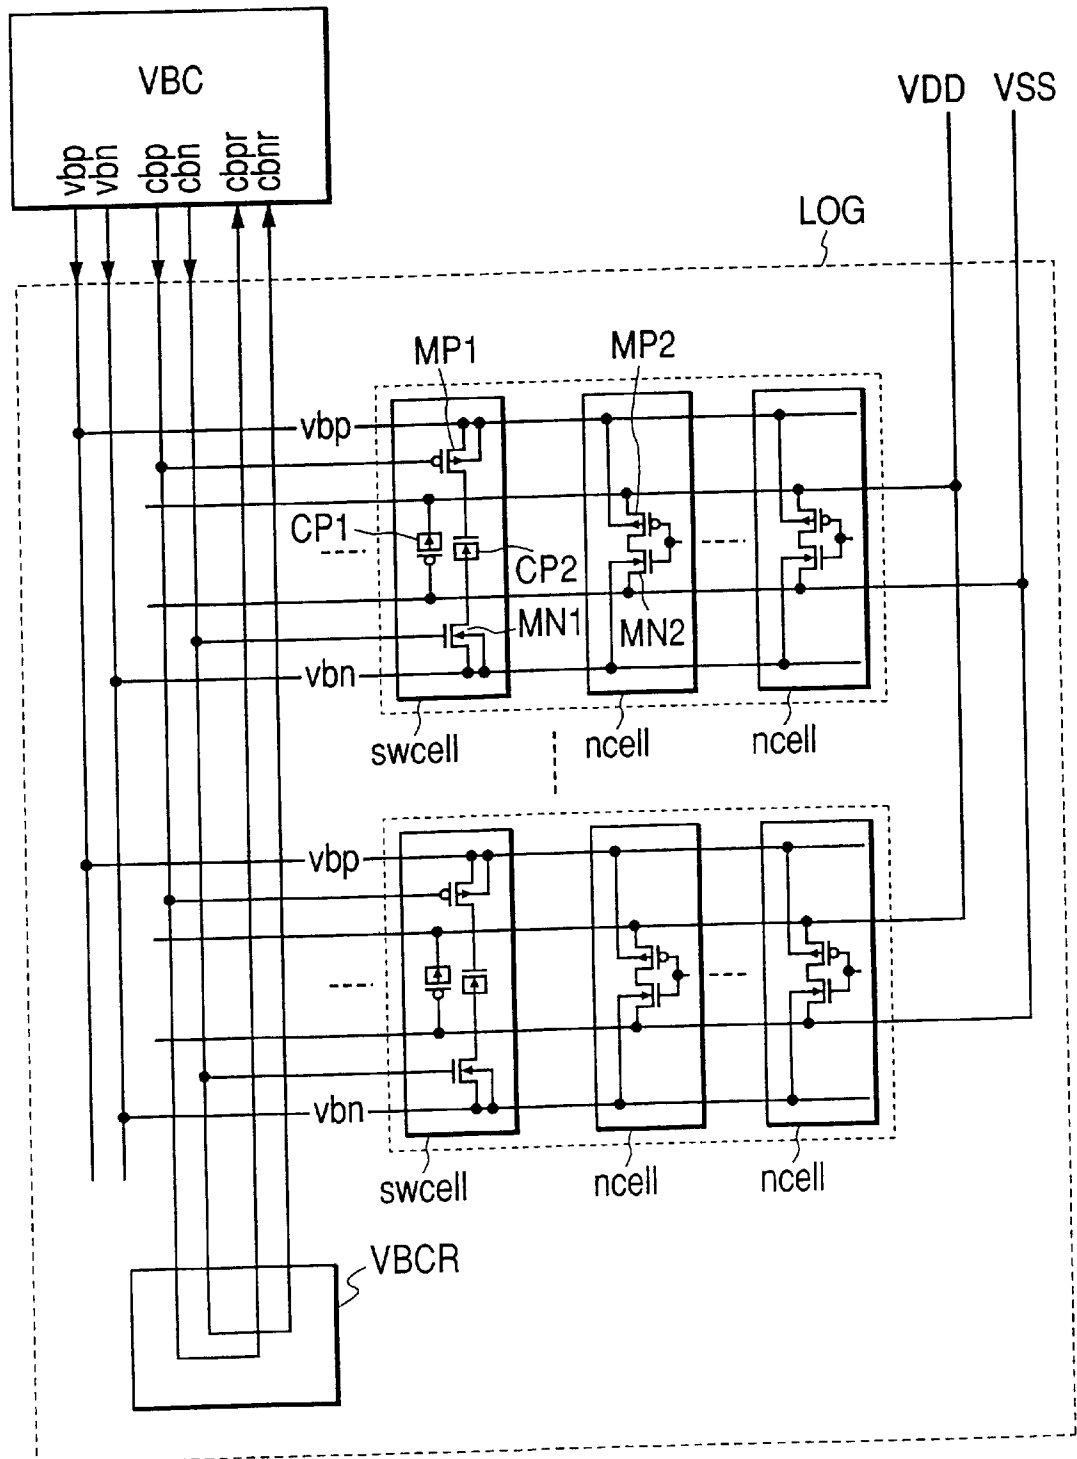 VBC
vbp
vbn
cbp
cbn
cbpr
cbnr
VDD
VSS
LOG
MP1
MP2
vbp
CP1
CP2
MN1
MN2
vbn
swcell
ncell
ncell
vbp
vbn
swcell
ncell
ncell
VBCR